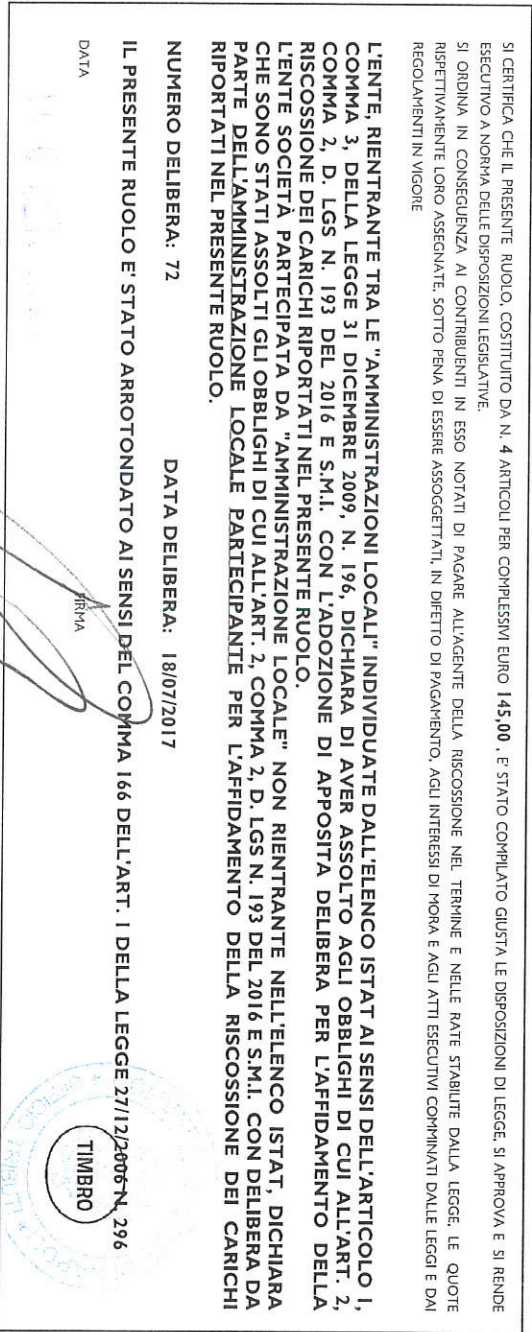 SI CERTIFICA CHE IL PRESENTE RUOLO, COSTITUITO DA N. 4 ARTICOLI PER COMPLESSIVI EURO 145,00 , E' STATO COMPILATO GIUSTA LE DISPOSIZIONI DI LEGGE, SI APPROVA E SI RENDE
ESECUTIVO A NORMA DELLE DISPOSIZIONI LEGISLATIVE.
SI ORDINA IN CONSEGUENZA AI CONTRIBUENTI IN ESSO NOTATI DI PAGARE ALL'AGENTE DELLA RISCOSSIONE NEL TERMINE E NELLE RATE STABILITE DALLA LEGGE, LE QUOTE
RISPETTIVAMENTE LORO ASSEGNATE, SOTTO PENA DI ESSERE ASSOGGETTATI, IN DIFETTO DI PAGAMENTO, AGLI INTERESSI DI MORA E AGLI ATTI ESECUTIVI COMMINATI DALLE LEGGI E DAI
REGOLAMENTI IN VIGORE
L'ENTE, RIENTRANTE TRA LE "AMMINISTRAZIONI LOCALI" INDIVIDUATE DALL'ELENCO ISTAT AI SENSI DELL'ARTICOLO 1,
COMMA 3, DELLA LEGGE 31 DICEMBRE 2009, N. 196, DICHIARA DI AVER ASSOLTO AGLI OBBLIGHI DI CUI ALL'ART. 2,
COMMA 2, D. LGS N. 193 DEL 2016 E S.M.I. CON L'ADOZIONE DI APPOSITA DELIBERA PER L'AFFIDAMENTO DELLA
RISCOSSIONE DEI CARICHI RIPORTATI NEL PRESENTE RUOLO.
L'ENTE SOCIETÀ PARTECIPATA DA "AMMINISTRAZIONE LOCALE" NON RIENTRANTE NELL'ELENCO ISTAT, DICHIARA
CHE SONO STATI ASSOLTI GLI OBBLIGHI DI CUI ALL'ART. 2, COMMA 2, D. LGS N. 193 DEL 2016 E S.M.I. CON DELIBERA DA
PARTE DELL'AMMINISTRAZIONE LOCALE PARTECIPANTE PER L'AFFIDAMENTO DELLA RISCOSSIONE DEI CARICHI
RIPORTATI NEL PRESENTE RUOLO.
NUMERO DELIBERA: 72 DATA DELIBERA: 18/07/2017
IL PRESENTE RUOLO E' STATO ARROTONDATO AI SENSI DEL COMMA 166 DELL'ART. 1 DELLA LEGGE 27/12/2006 N. 296
DATA FIRMA TIMBRO